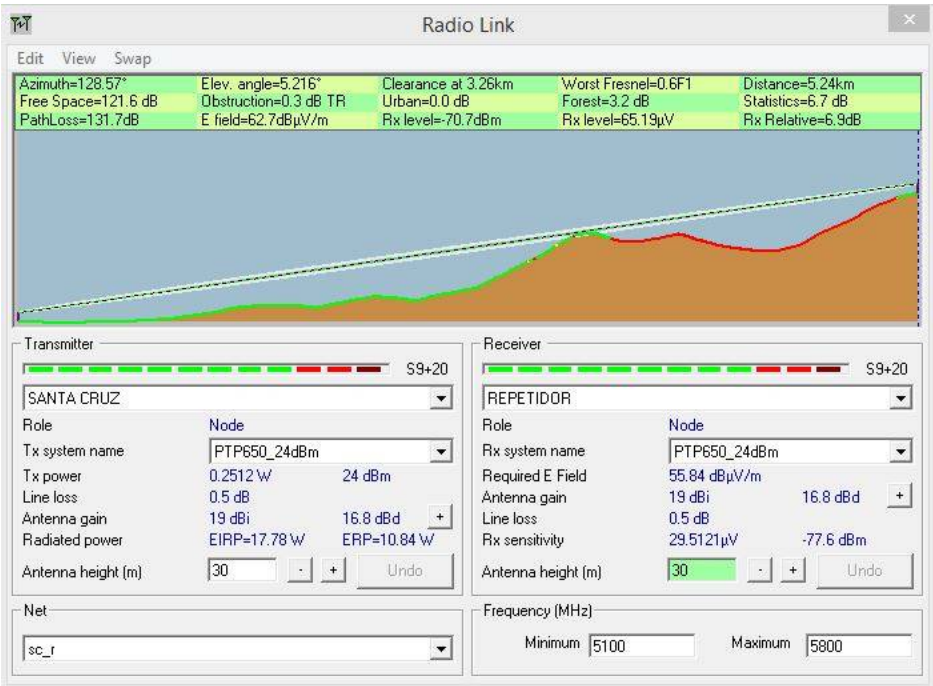 Radio Link
Edit View Swap
Azimuth=128.57° Elev. angle=5.216° Clearance at 3.26km Worst Fresnel=0.6F1 Distance=5.24km
Free Space=121.6 dB Obstruction=0.3 dB TR Urban=0.0 dB Forest=3.2 dB Statistics=6.7 dB
PathLoss=131.7dB E field=62.7dBµV/m Rx level=-70.7dBm Rx level=65.19µV Rx Relative=6.9dB
Transmitter
S9+20
SANTA CRUZ
Role Node
Tx system name PTP650_24dBm
Tx power 0.2512 W 24 dBm
Line loss 0.5 dB
Antenna gain 19 dBi 16.8 dBd +
Radiated power EIRP=17.78 W ERP=10.84 W
Antenna height (m) 30 - + Undo
Receiver
S9+20
REPETIDOR
Role Node
Rx system name PTP650_24dBm
Required E Field 55.84 dBµV/m
Antenna gain 19 dBi 16.8 dBd +
Line loss 0.5 dB
Rx sensitivity 29.5121µV -77.6 dBm
Antenna height (m) 30 - + Undo
Net
sc_r
Frequency (MHz)
Minimum 5100 Maximum 5800